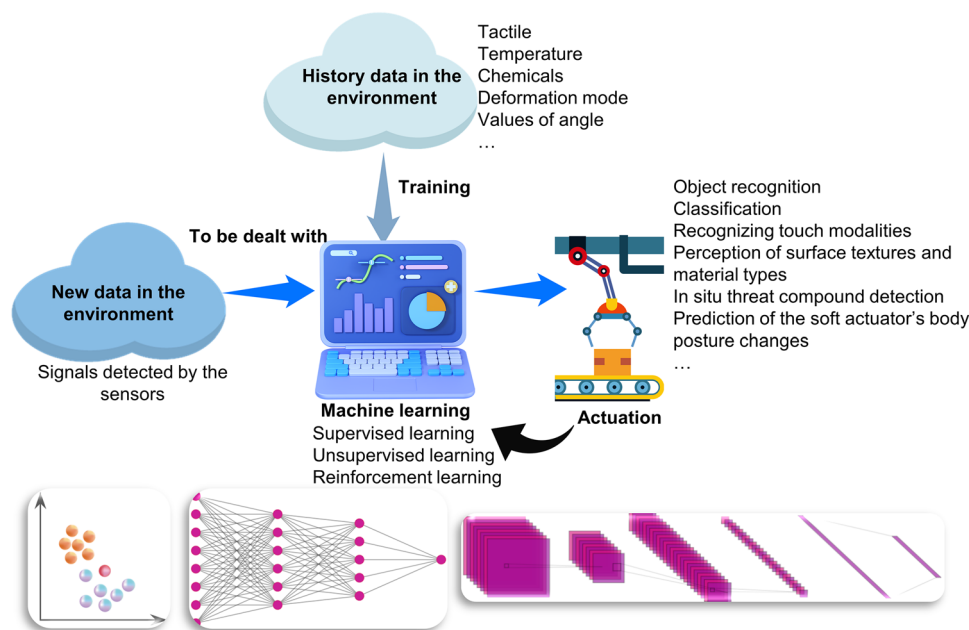 History data in the
environment
Tactile
Temperature
Chemicals
Deformation mode
Values of angle
…
Training
To be dealt with
New data in the
environment
Signals detected by the
sensors
Machine learning
Supervised learning
Unsupervised learning
Reinforcement learning
Object recognition
Classification
Recognizing touch modalities
Perception of surface textures and
material types
In situ threat compound detection
Prediction of the soft actuator’s body
posture changes
…
Actuation